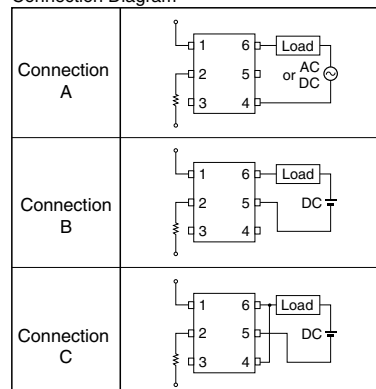 Connection Diagram
Connection
A
1 6 Load
2 5 or AC
DC
3 4
Connection
B
1 6 Load
2 5 DC
3 4
Connection
C
1 6 Load
2 5 DC
3 4